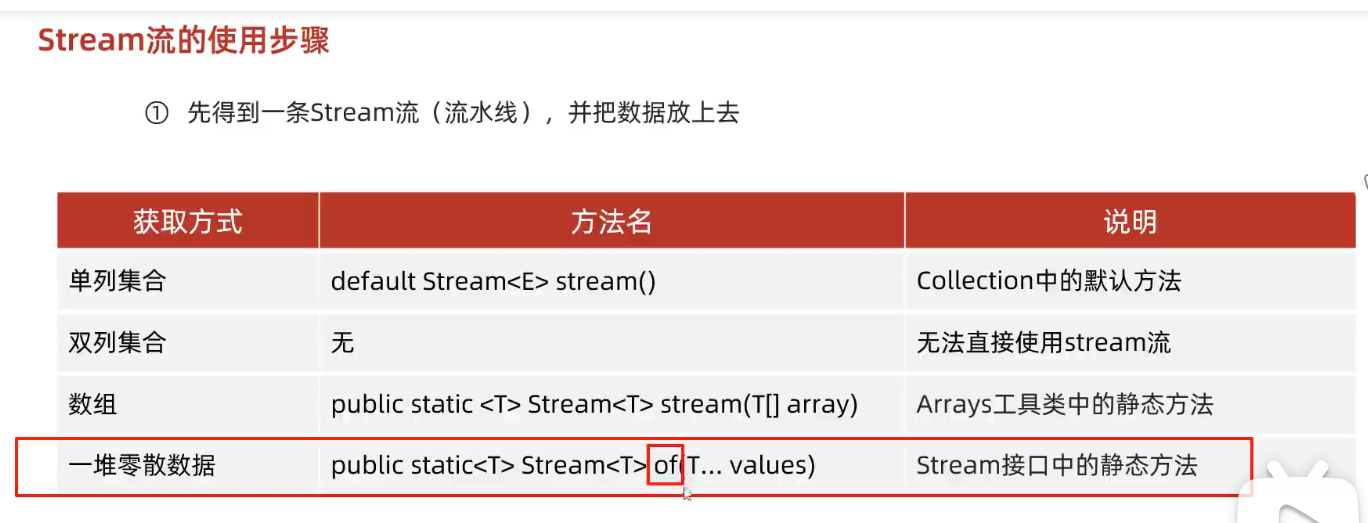 Stream流的使用步骤
① 先得到一条Stream流（流水线），并把数据放上去
获取方式 方法名 说明
单列集合 default Stream<E> stream() Collection中的默认方法
双列集合 无 无法直接使用stream流
数组 public static <T> Stream<T> stream(T[] array) Arrays工具类中的静态方法
一堆零散数据 public static<T> Stream<T> of(T... values) Stream接口中的静态方法